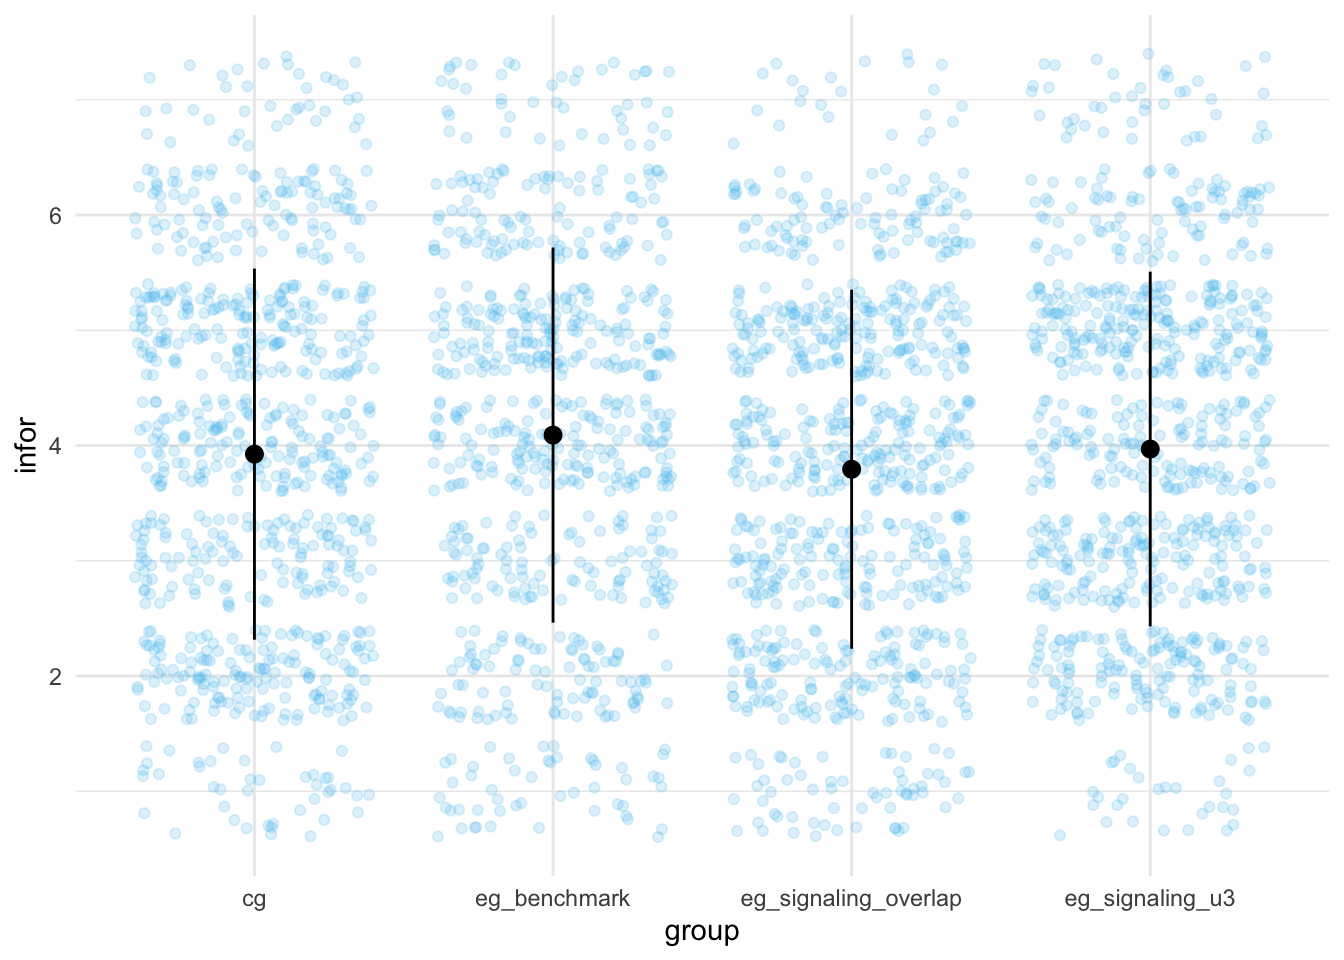 infor
6
4
2
cg
eg_benchmark
eg_signaling_overlap
eg_signaling_u3
group